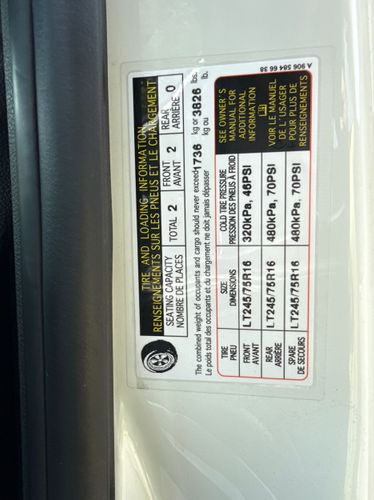 A 906 584 66 38
TIRE AND LOADING INFORMATION
RENSEIGNEMENTS SUR LES PNEUS ET LE CHARGEMENT
SEATING CAPACITY TOTAL 2 FRONT 2 REAR 0
NOMBRE DE PLACES AVANT ARRIÈRE
The combined weight of occupants and cargo should never exceed 1736 kg or 3826 lbs.
Le poids total des occupants et du chargement ne doit jamais dépasser kg ou lb.
TIRE SIZE COLD TIRE PRESSURE
PNEU DIMENSIONS PRESSION DES PNEUS À FROID
FRONT LT245/75R16 320kPa, 46PSI
AVANT
REAR LT245/75R16 480kPa, 70PSI
ARRIÈRE
SPARE LT245/75R16 480kPa, 70PSI
DE SECOURS
SEE OWNER'S
MANUAL FOR
ADDITIONAL
INFORMATION
VOIR LE MANUEL
DE L'USAGER
POUR PLUS DE
RENSEIGNEMENTS